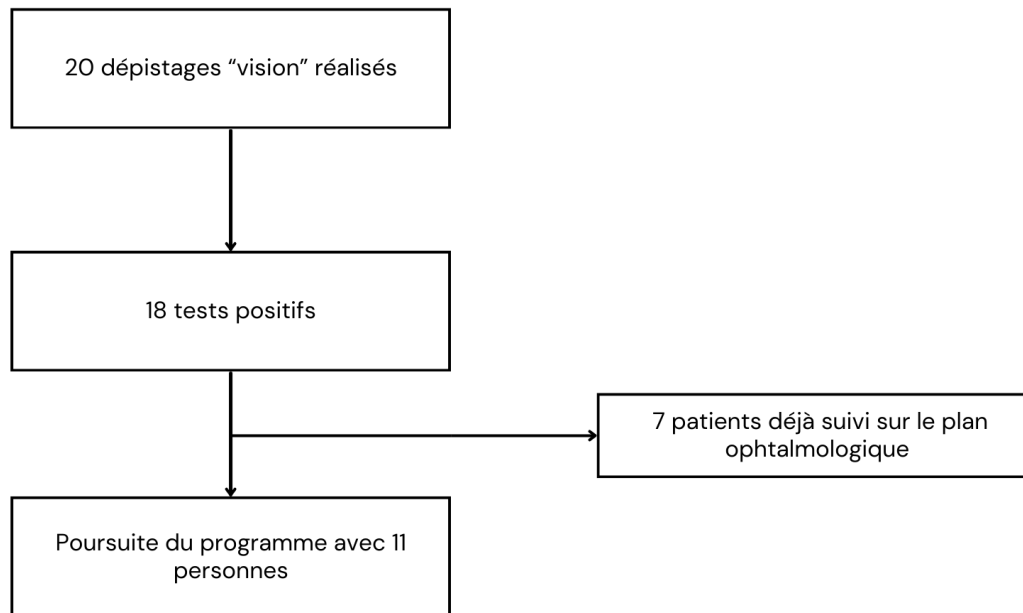 20 dépistages “vision” réalisés
18 tests positifs
7 patients déjà suivi sur le plan
ophtalmologique
Poursuite du programme avec 11
personnes